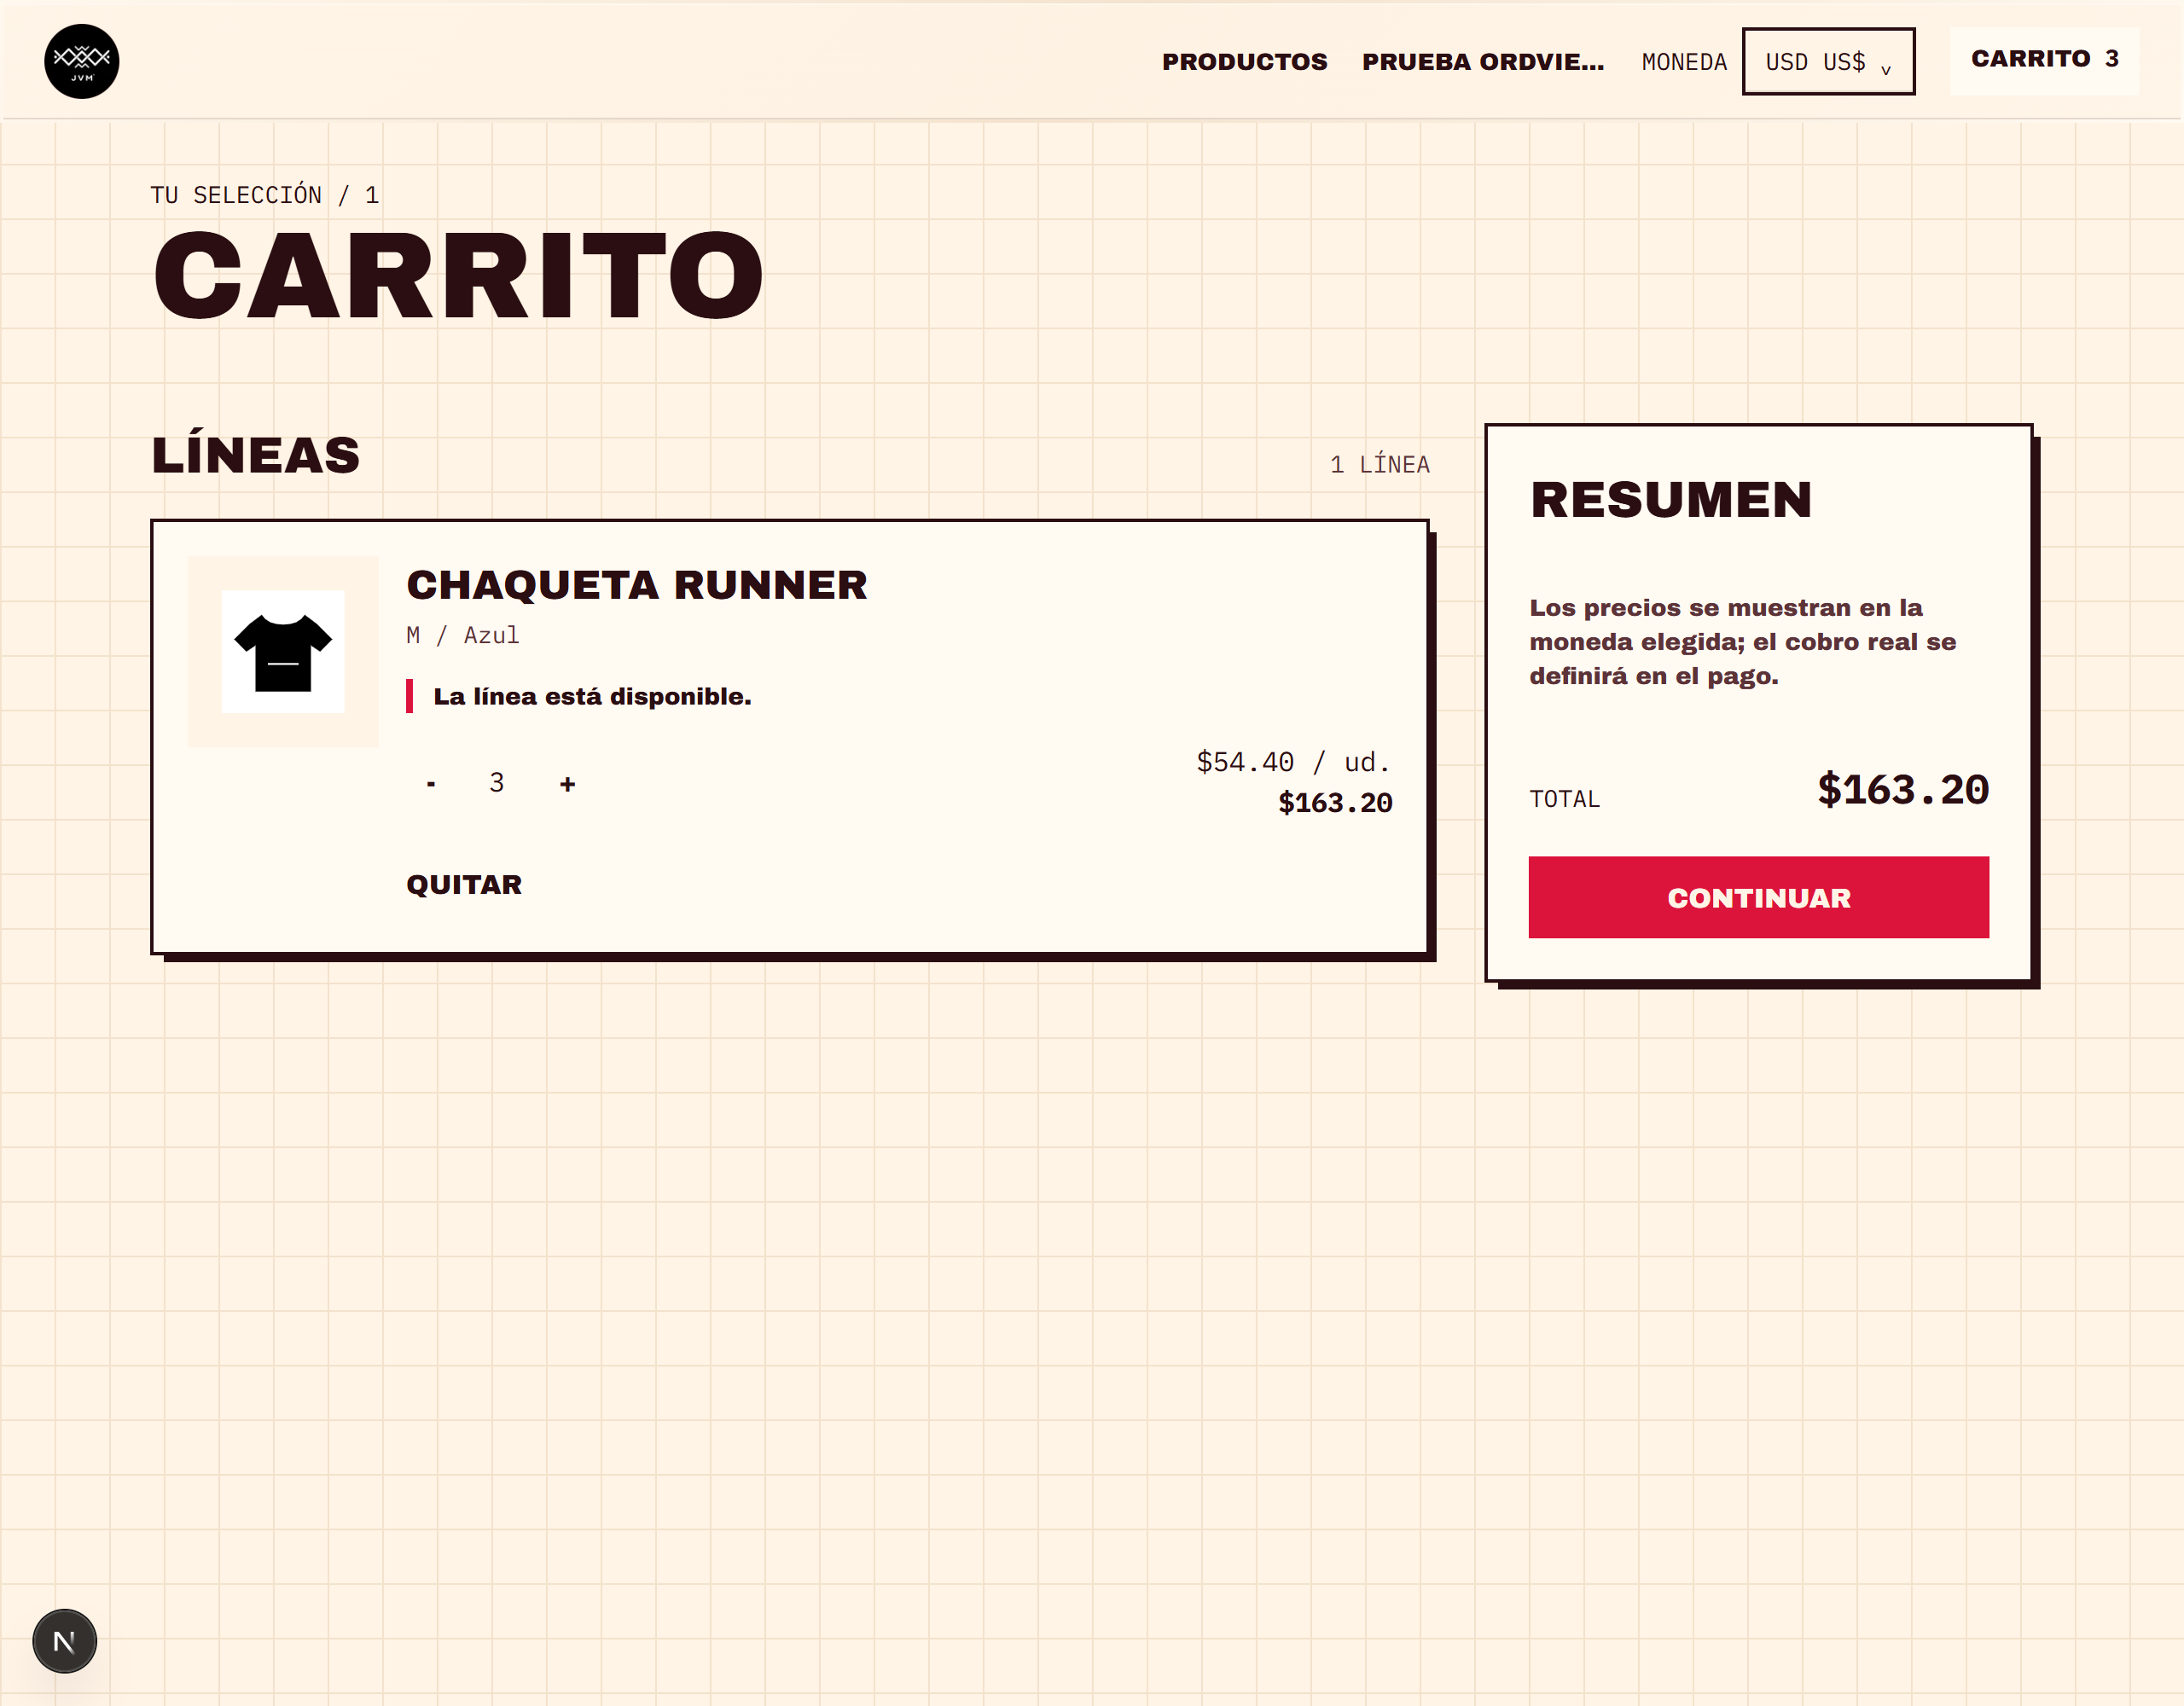 JVM
PRODUCTOS PRUEBA ORDVIE... MONEDA USD US$ v CARRITO 3
TU SELECCIÓN / 1
CARRITO
LÍNEAS
1 LÍNEA
CHAQUETA RUNNER
M / Azul
La línea está disponible.
- 3 +
$54.40 / ud.
$163.20
QUITAR
RESUMEN
Los precios se muestran en la
moneda elegida; el cobro real se
definirá en el pago.
TOTAL $163.20
CONTINUAR
N